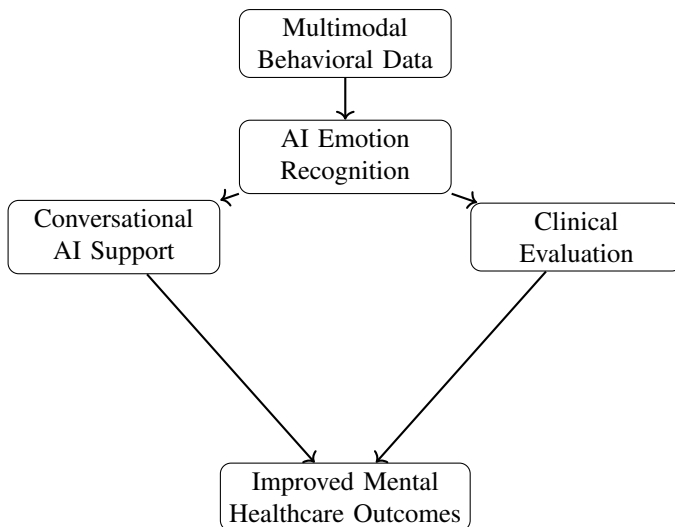 Multimodal
Behavioral Data
AI Emotion
Recognition
Conversational
AI Support
Clinical
Evaluation
Improved Mental
Healthcare Outcomes